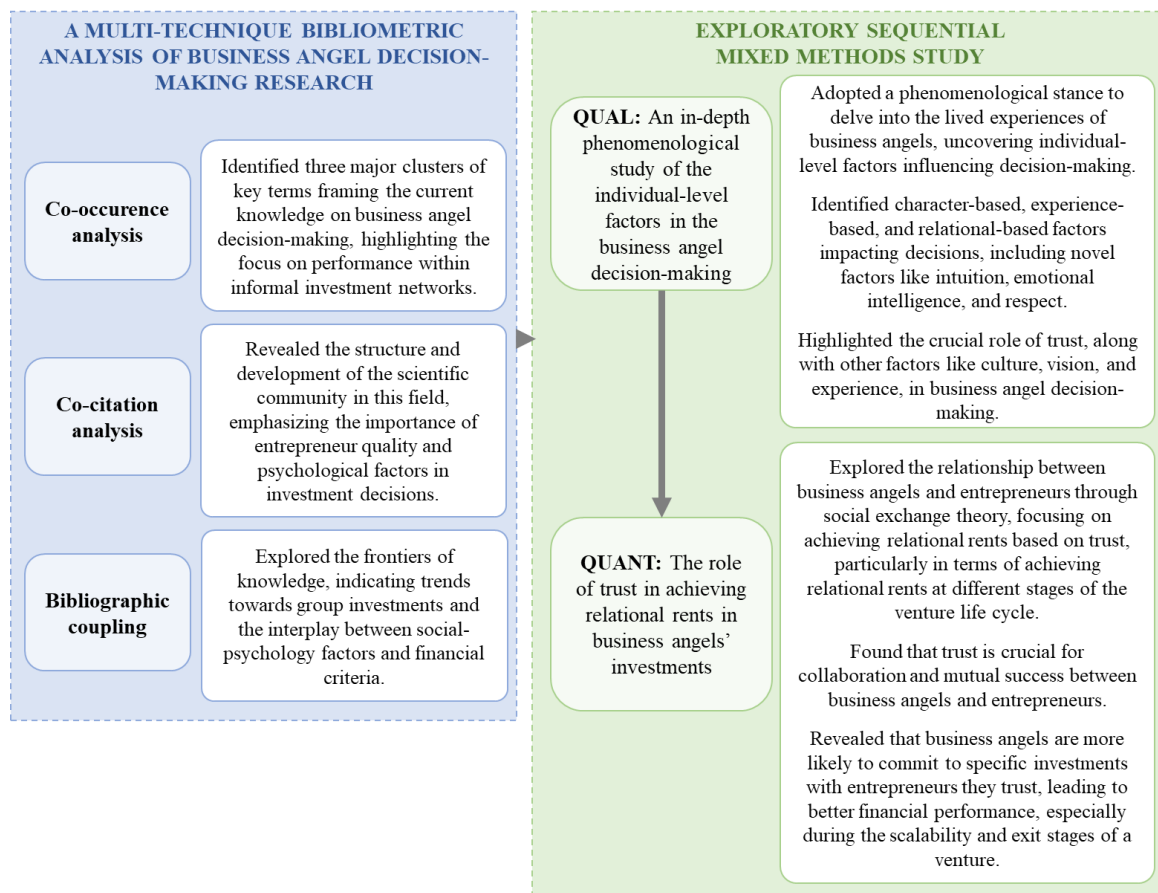 A MULTI-TECHNIQUE BIBLIOMETRIC
ANALYSIS OF BUSINESS ANGEL DECISION-
MAKING RESEARCH
Co-occurence
analysis
Identified three major clusters of
key terms framing the current
knowledge on business angel
decision-making, highlighting the
focus on performance within
informal investment networks.
Co-citation
analysis
Revealed the structure and
development of the scientific
community in this field,
emphasizing the importance of
entrepreneur quality and
psychological factors in
investment decisions.
Bibliographic
coupling
Explored the frontiers of
knowledge, indicating trends
towards group investments and
the interplay between social-
psychology factors and financial
criteria.
EXPLORATORY SEQUENTIAL
MIXED METHODS STUDY
QUAL: An in-depth
phenomenological
study of the
individual-level
factors in the
business angel
decision-making
Adopted a phenomenological stance to
delve into the lived experiences of
business angels, uncovering individual-
level factors influencing decision-making.
Identified character-based, experience-
based, and relational-based factors
impacting decisions, including novel
factors like intuition, emotional
intelligence, and respect.
Highlighted the crucial role of trust, along
with other factors like culture, vision, and
experience, in business angel decision-
making.
QUANT: The role
of trust in achieving
relational rents in
business angels’
investments
Explored the relationship between
business angels and entrepreneurs through
social exchange theory, focusing on
achieving relational rents based on trust,
particularly in terms of achieving
relational rents at different stages of the
venture life cycle.
Found that trust is crucial for
collaboration and mutual success between
business angels and entrepreneurs.
Revealed that business angels are more
likely to commit to specific investments
with entrepreneurs they trust, leading to
better financial performance, especially
during the scalability and exit stages of a
venture.